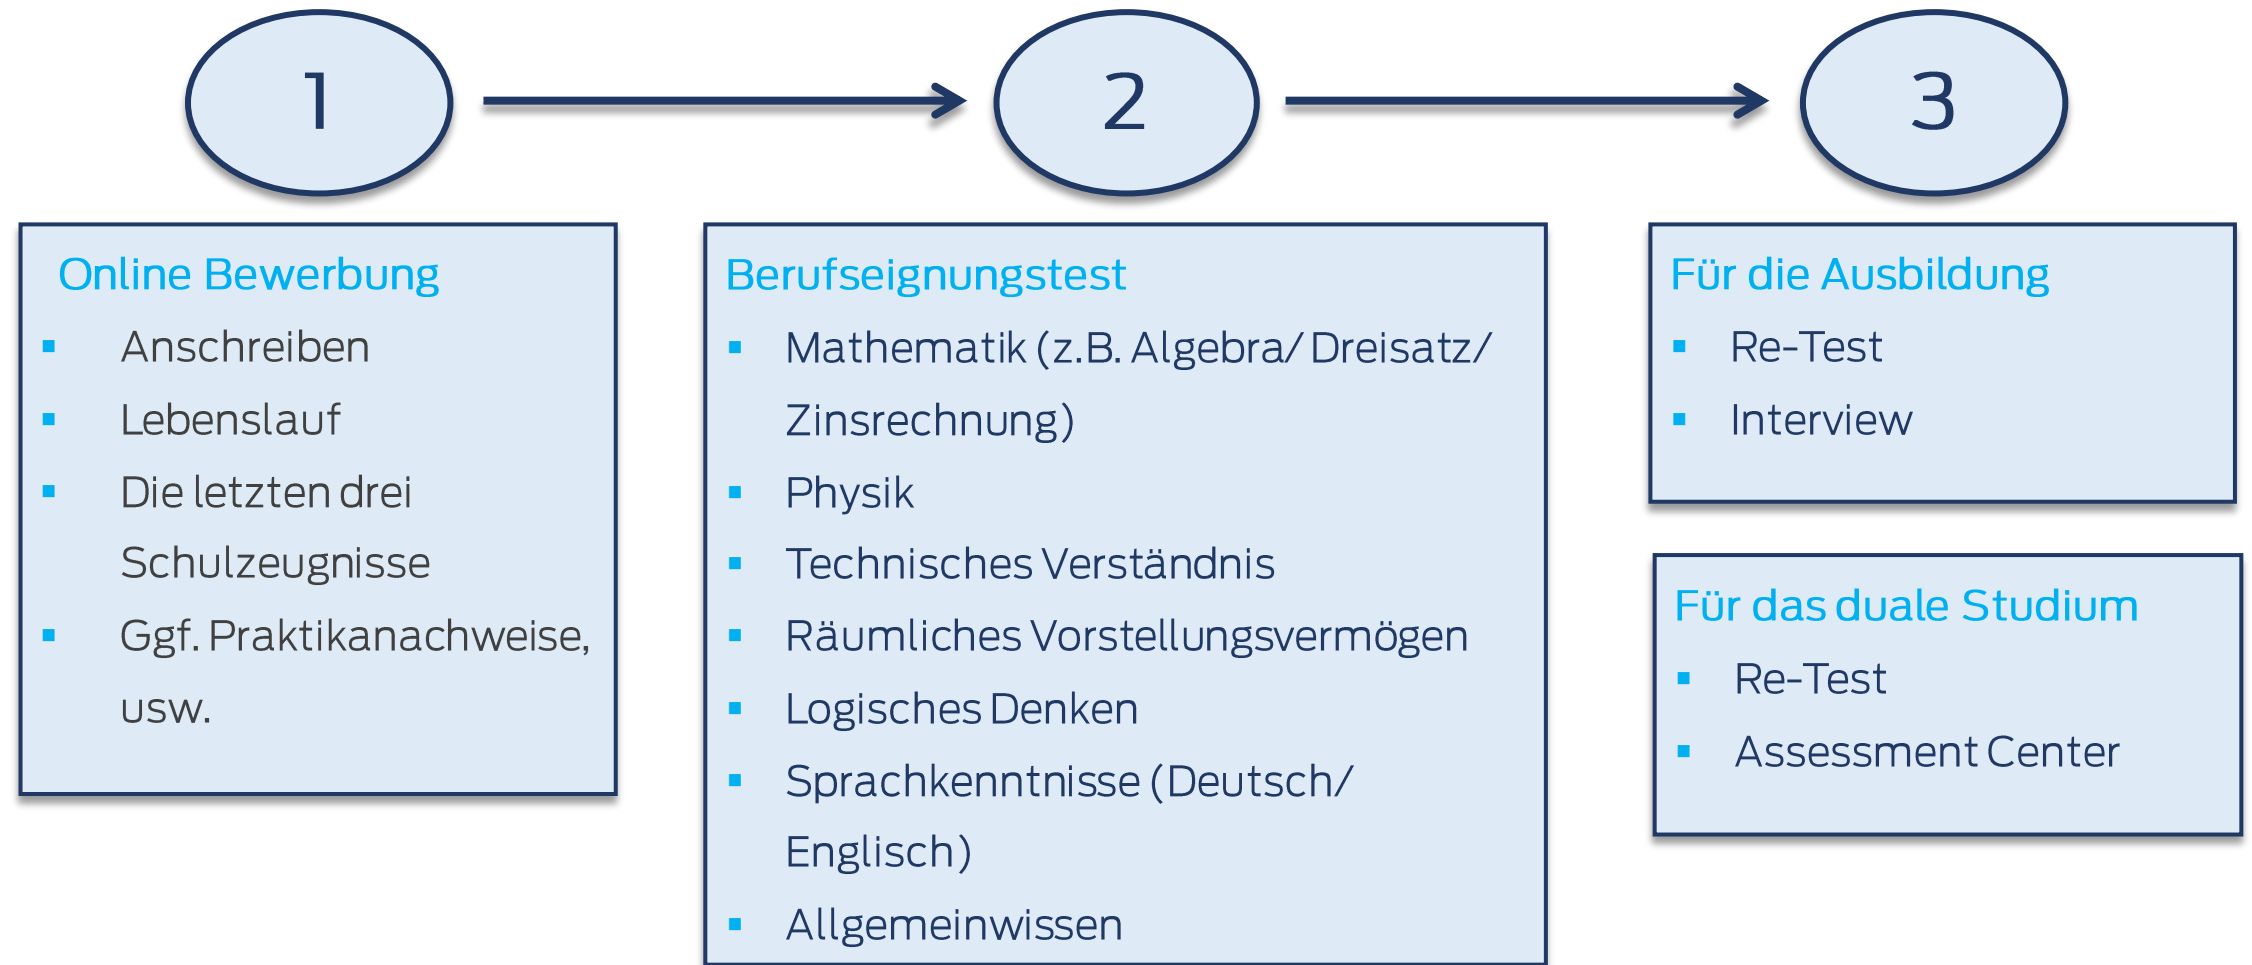 1
2
3
Online Bewerbung
Anschreiben
Lebenslauf
Die letzten drei
Schulzeugnisse
Ggf. Praktikanachweise,
usw.
Berufseignungstest
Mathematik (z.B. Algebra/ Dreisatz/
Zinsrechnung)
Physik
Technisches Verständnis
Räumliches Vorstellungsvermögen
Logisches Denken
Sprachkenntnisse (Deutsch/
Englisch)
Allgemeinwissen
Für die Ausbildung
Re-Test
Interview
Für das duale Studium
Re-Test
Assessment Center